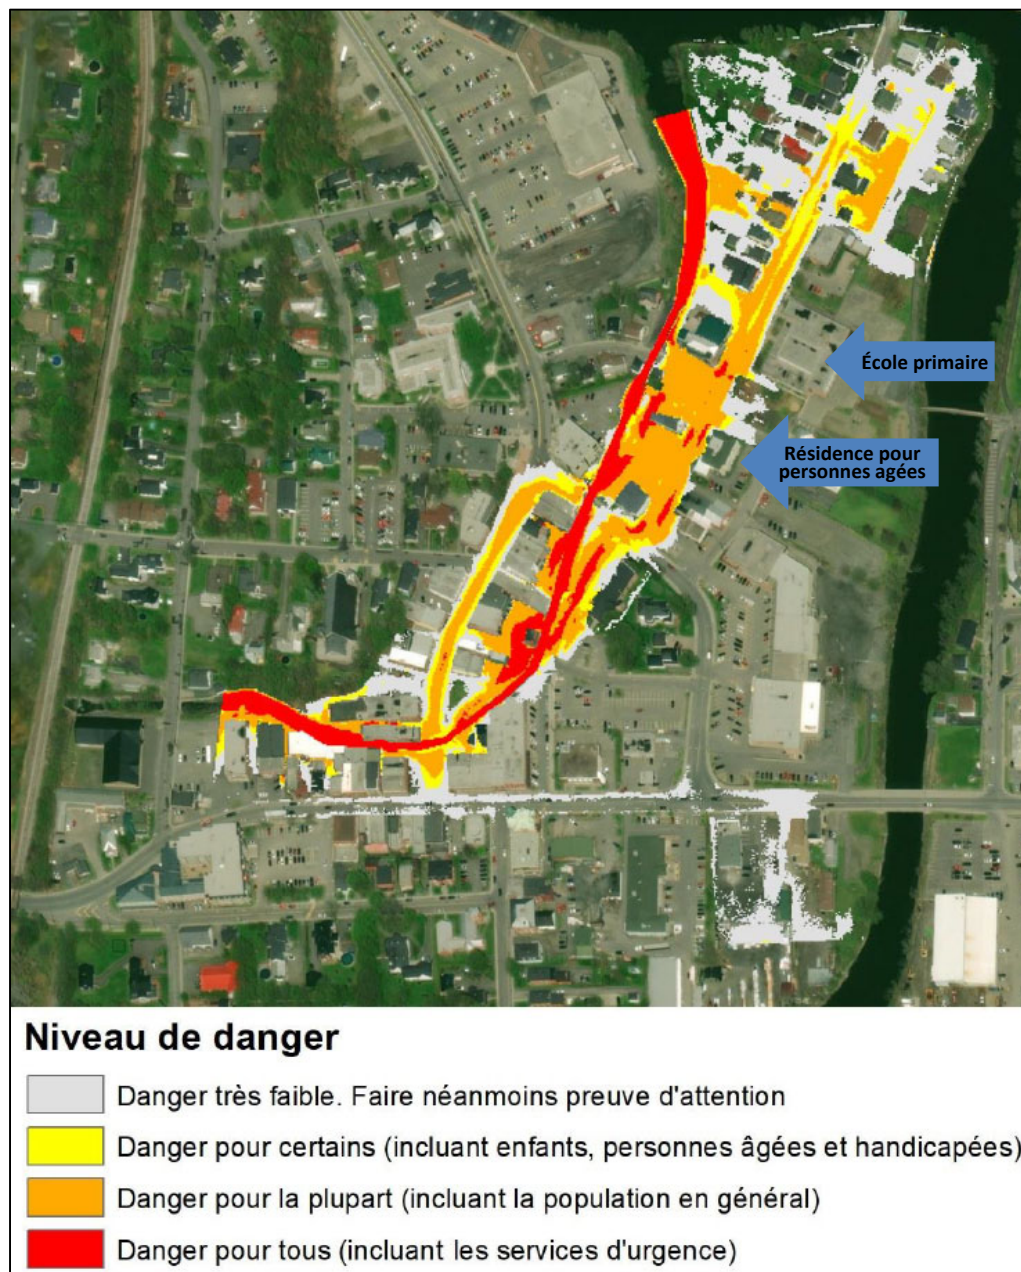 École primaire
Résidence pour
personnes agées
Niveau de danger
Danger très faible. Faire néanmoins preuve d'attention
Danger pour certains (incluant enfants, personnes âgées et handicapées)
Danger pour la plupart (incluant la population en général)
Danger pour tous (incluant les services d'urgence)